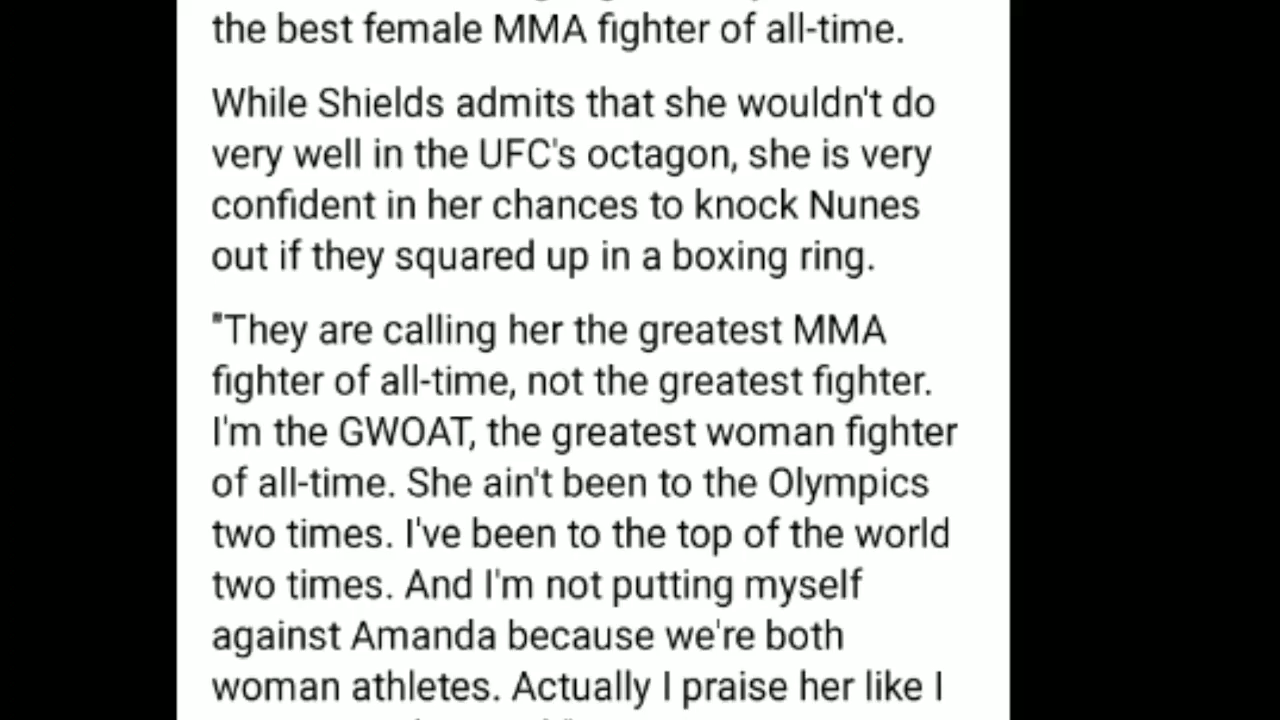 the best female MMA fighter of all-time.
While Shields admits that she wouldn't do
very well in the UFC's octagon, she is very
confident in her chances to knock Nunes
out if they squared up in a boxing ring.
"They are calling her the greatest MMA
fighter of all-time, not the greatest fighter.
I'm the GWOAT, the greatest woman fighter
of all-time. She ain't been to the Olympics
two times. I've been to the top of the world
two times. And I'm not putting myself
against Amanda because we're both
woman athletes. Actually I praise her like I